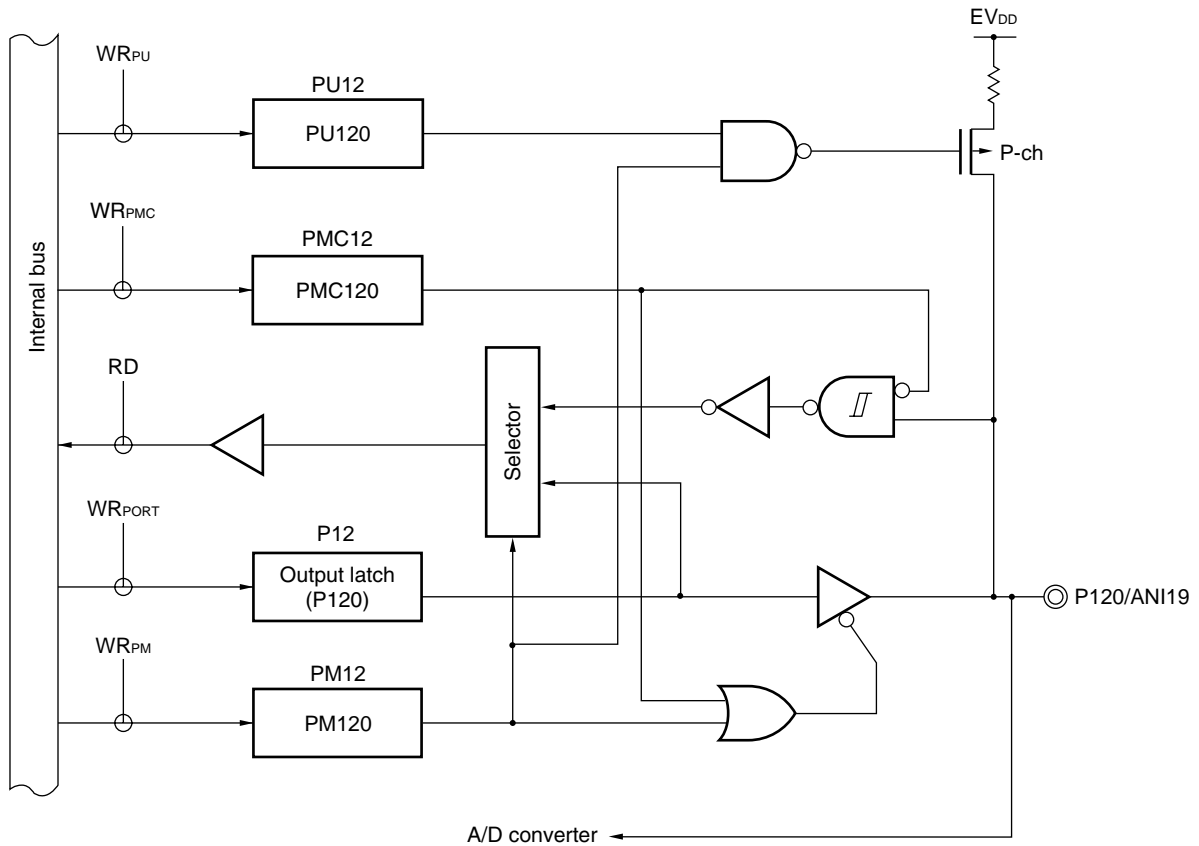 EVDD
WRPU
PU12
PU120
P-ch
WRPMC
PMC12
PMC120
Internal bus
RD
Selector
WRPORT
P12
Output latch
(P120)
P120/ANI19
WRPM
PM12
PM120
A/D converter